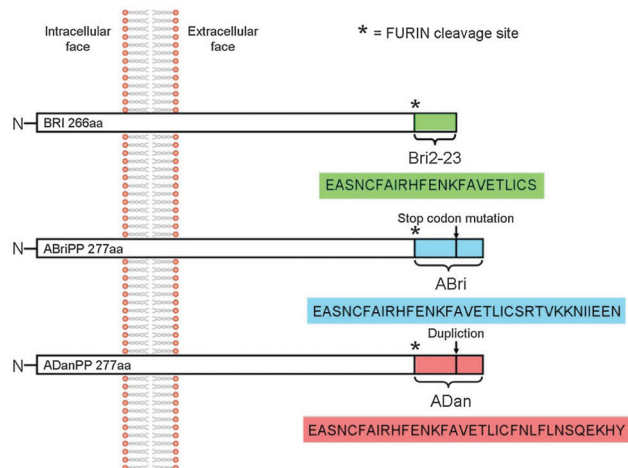 Intracellular face
Extracellular face
* = FURIN cleavage site
*
N
BRI 266aa
Bri2-23
EASNCFAIRHFENKFAVETLICS
Stop codon mutation
*
N
ABriPP 277aa
ABri
EASNCFAIRHFENKFAVETLICSRTVKKNIIEEN
Dupliction
*
N
ADanPP 277aa
ADan
EASNCFAIRHFENKFAVETLICFNLFLNSQEKHY